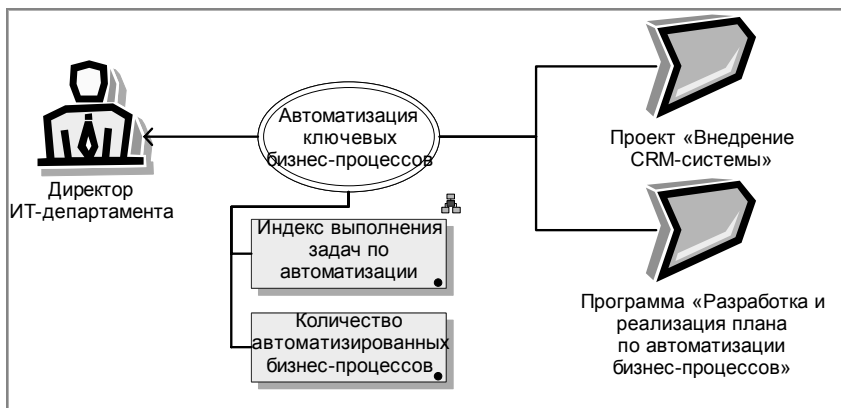 Директор
ИТ-департамента
Автоматизация
ключевых
бизнес-процессов
Индекс выполнения
задач по
автоматизации
Количество
автоматизированных
бизнес-процессов
Проект «Внедрение
CRM-системы»
Программа «Разработка и
реализация плана
по автоматизации
бизнес-процессов»